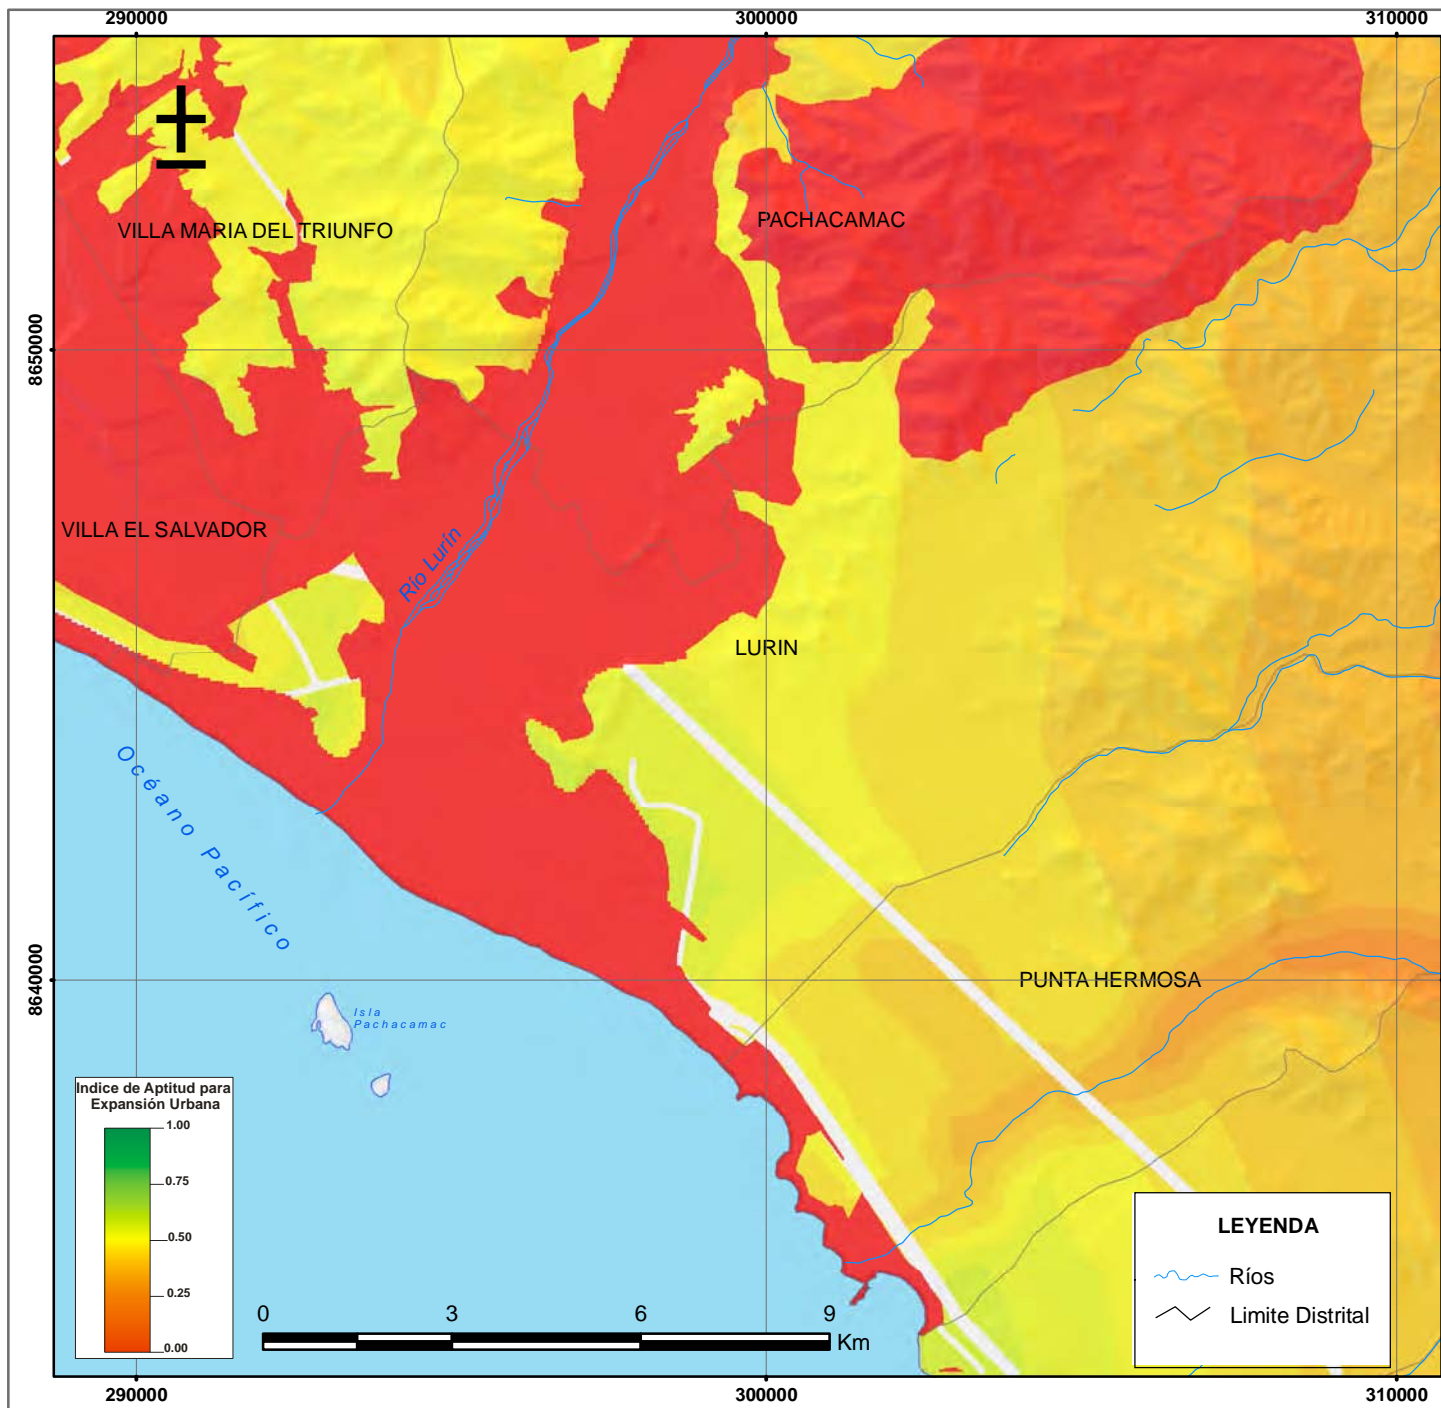 290000
300000
310000
VILLA MARIA DEL TRIUNFO
PACHACAMAC
8650000
VILLA EL SALVADOR
Río Lurín
LURIN
Océano Pacífico
8640000
PUNTA HERMOSA
Isla
Pachacamac
Indice de Aptitud para
Expansión Urbana
1.00
0.75
0.50
0.25
0.00
0
3
6
9
Km
LEYENDA
Ríos
Limite Distrital
290000
300000
310000